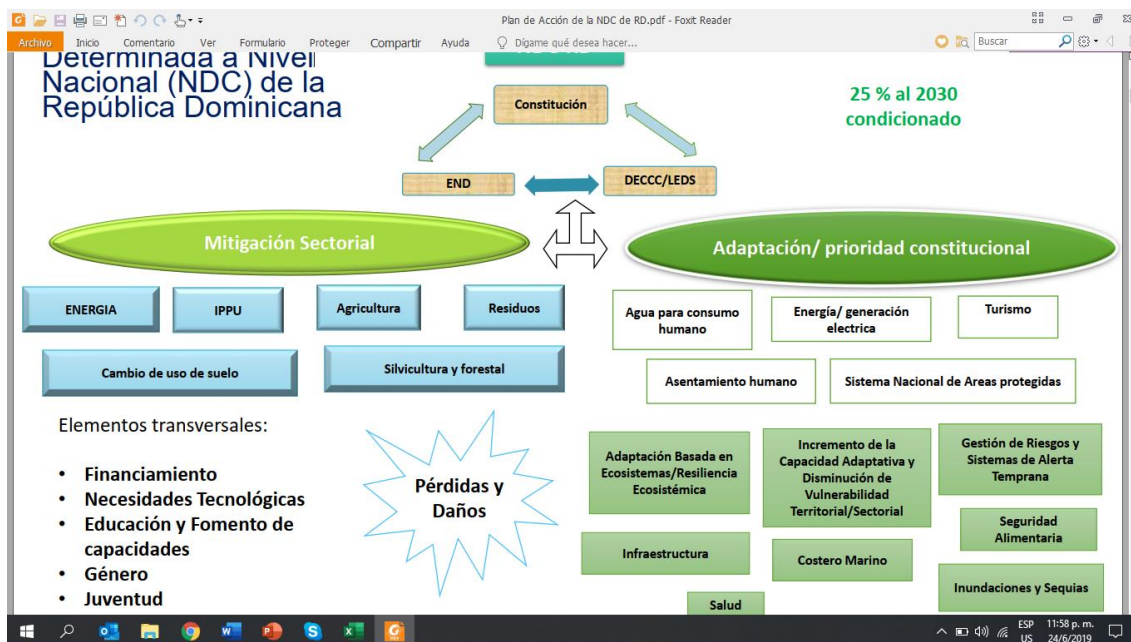 Plan de Acción de la NDC de RD.pdf - Foxit Reader
Archivo Inicio Comentario Ver Formulario Proteger Compartir Ayuda Dígame qué desea hacer... Buscar
Determinada a Nivel
Nacional (NDC) de la
República Dominicana
Constitución
25 % al 2030
condicionado
END
DECCC/LEDS
Mitigación Sectorial
Adaptación/ prioridad constitucional
ENERGIA
IPPU
Agricultura
Residuos
Cambio de uso de suelo
Silvicultura y forestal
Agua para consumo
humano
Energía/ generación
electrica
Turismo
Asentamiento humano
Sistema Nacional de Areas protegidas
Elementos transversales:
• Financiamiento
• Necesidades Tecnológicas
• Educación y Fomento de
capacidades
• Género
• Juventud
Pérdidas y
Daños
Adaptación Basada en
Ecosistemas/Resiliencia
Ecosistémica
Incremento de la
Capacidad Adaptativa y
Disminución de
Vulnerabilidad
Territorial/Sectorial
Gestión de Riesgos y
Sistemas de Alerta
Temprana
Seguridad
Alimentaria
Infraestructura
Costero Marino
Inundaciones y Sequias
Salud
ESP
US
11:58 p. m.
24/6/2019